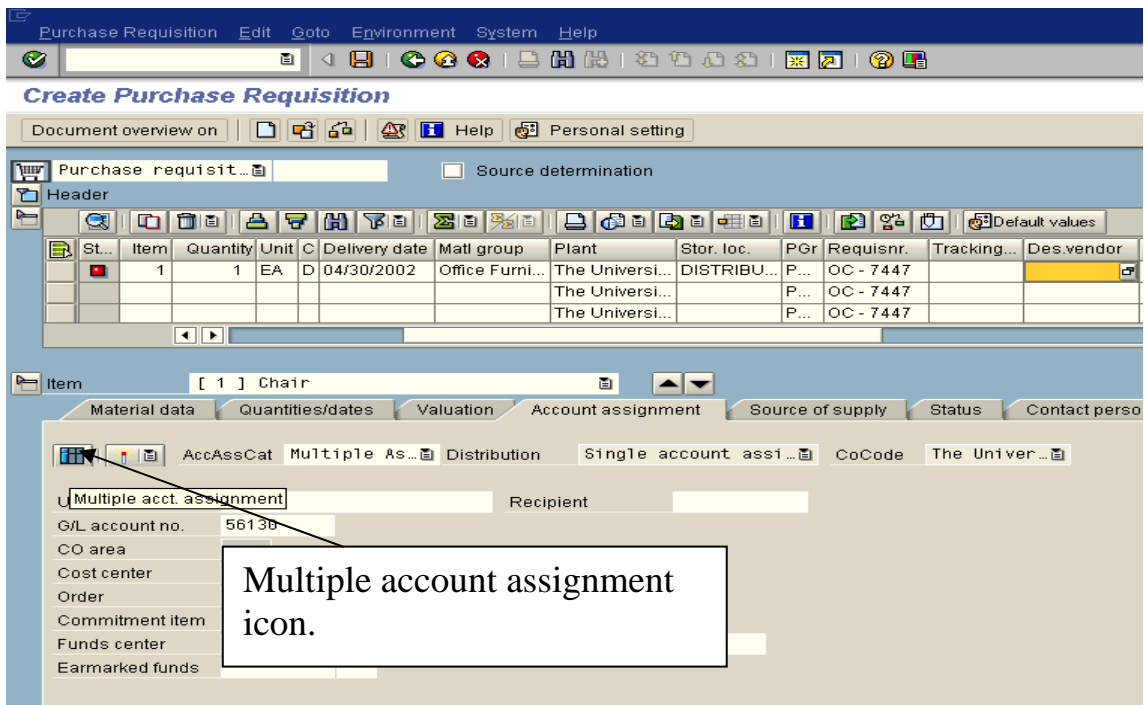 Purchase Requisition Edit Goto Environment System Help
Create Purchase Requisition
Document overview on Help Personal setting
Purchase requisit… Source determination
Header
Default values
St... Item Quantity Unit C Delivery date Matl group Plant Stor. loc. PGr Requisnr. Tracking... Des.vendor
1 1 EA D 04/30/2002 Office Furni... The Universi... DISTRIBU... P... OC - 7447
The Universi... P... OC - 7447
The Universi... P... OC - 7447
Item [ 1 ] Chair
Material data Quantities/dates Valuation Account assignment Source of supply Status Contact perso
AccAssCat Multiple As… Distribution Single account assi… CoCode The Univer…
Multiple acct. assignment Recipient
G/L account no. 56130
CO area
Cost center
Order
Commitment item
Funds center
Earmarked funds
Multiple account assignment
icon.